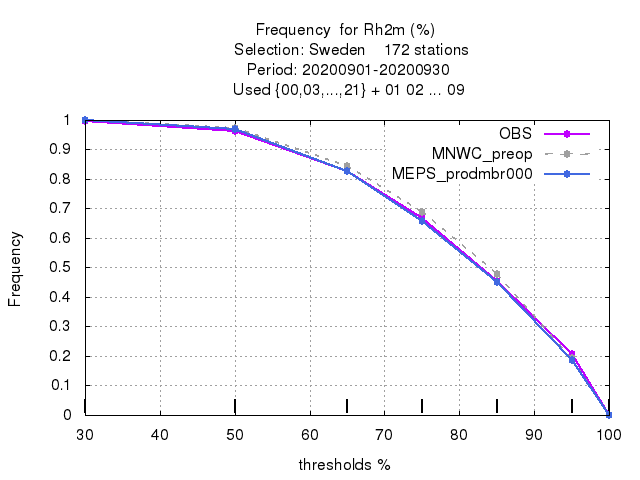 Frequency for Rh2m (%)
Selection: Sweden 172 stations
Period: 20200901-20200930
Used {00,03,...,21} + 01 02 ... 09
OBS
MNWC_preop
MEPS_prodmbr000
1
0.9
0.8
0.7
0.6
0.5
0.4
0.3
0.2
0.1
0
Frequency
30 40 50 60 70 80 90 100
thresholds %